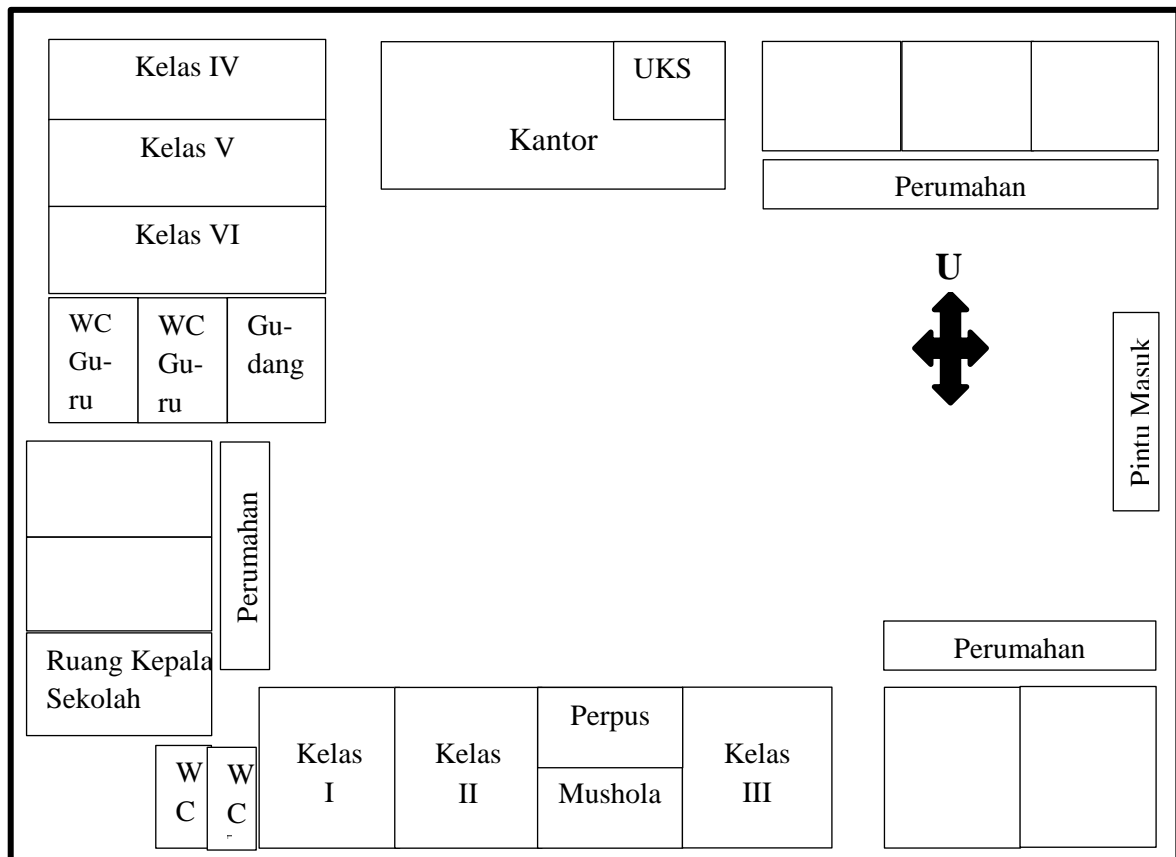 Kelas IV
UKS
Kantor
Kelas V
Perumahan
Kelas VI
U
WC
Gu-
ru
WC
Gu-
ru
Gu-
dang
Pintu Masuk
Perumahan
Ruang Kepala
Sekolah
Perumahan
Kelas
I
Kelas
II
Perpus
Mushola
Kelas
III
W
C
W
C